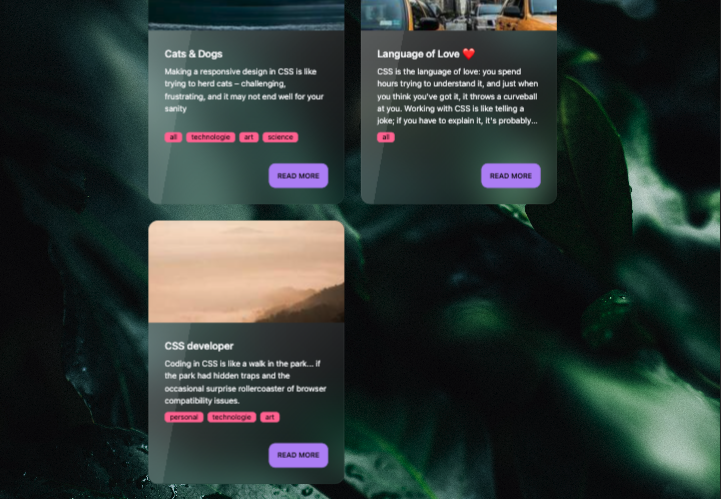 Cats & Dogs
Making a responsive design in CSS is like
trying to herd cats – challenging,
frustrating, and it may not end well for your
sanity
all technologie art science
READ MORE
Language of Love ❤️
CSS is the language of love: you spend
hours trying to understand it, and just when
you think you've got it, it throws a curveball
at you. Working with CSS is like telling a
joke; if you have to explain it, it's probably...
all
READ MORE
CSS developer
Coding in CSS is like a walk in the park... if
the park had hidden traps and the
occasional surprise rollercoaster of browser
compatibility issues.
personal technologie art
READ MORE